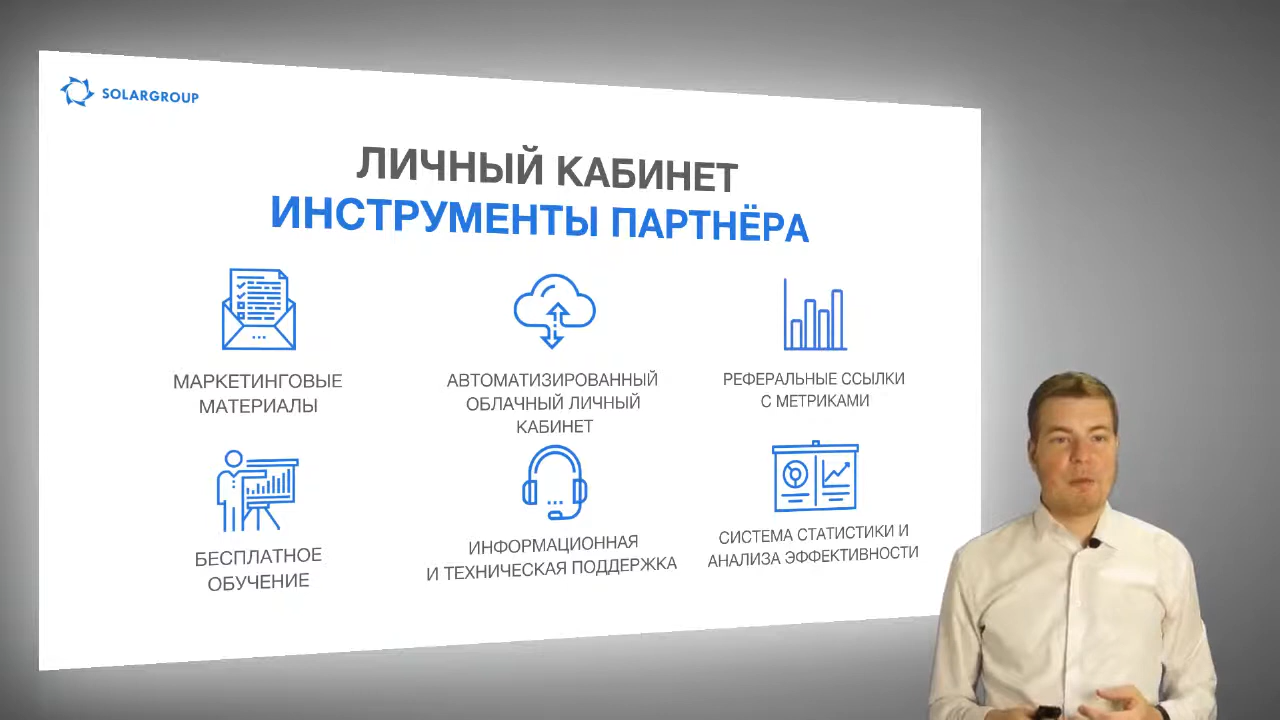 SOLARGROUP
ЛИЧНЫЙ КАБИНЕТ
ИНСТРУМЕНТЫ ПАРТНЁРА
МАРКЕТИНГОВЫЕ
МАТЕРИАЛЫ
АВТОМАТИЗИРОВАННЫЙ
ОБЛАЧНЫЙ ЛИЧНЫЙ
КАБИНЕТ
РЕФЕРАЛЬНЫЕ ССЫЛКИ
С МЕТРИКАМИ
БЕСПЛАТНОЕ
ОБУЧЕНИЕ
ИНФОРМАЦИОННАЯ
И ТЕХНИЧЕСКАЯ ПОДДЕРЖКА
СИСТЕМА СТАТИСТИКИ И
АНАЛИЗА ЭФФЕКТИВНОСТИ